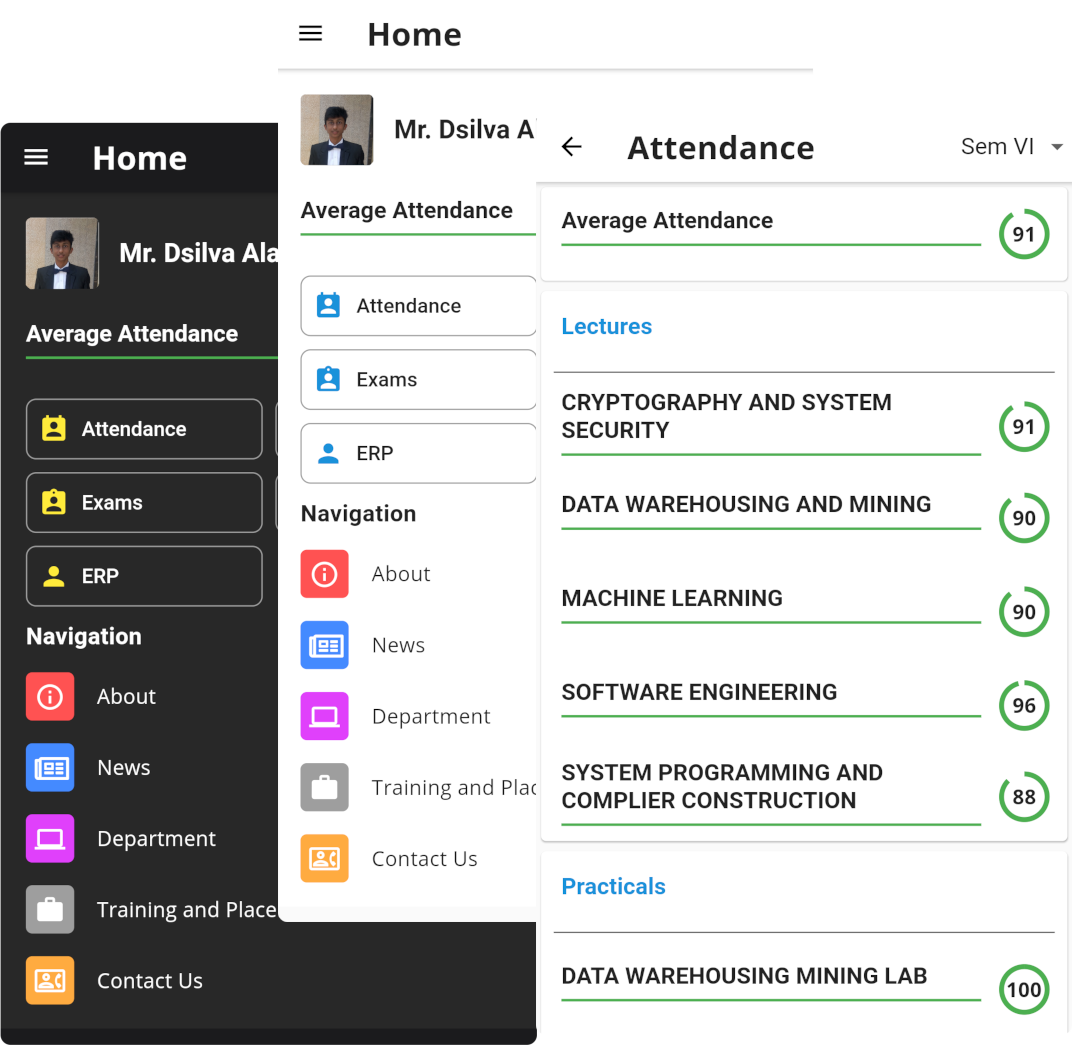 Home
Mr. Dsilva Ala
Average Attendance
Attendance
Exams
ERP
Navigation
About
News
Department
Training and Place
Contact Us
Home
Mr. Dsilva A
Average Attendance
Attendance
Exams
ERP
Navigation
About
News
Department
Training and Plac
Contact Us
Attendance
Sem VI
Average Attendance
91
Lectures
CRYPTOGRAPHY AND SYSTEM
SECURITY
91
DATA WAREHOUSING AND MINING
90
MACHINE LEARNING
90
SOFTWARE ENGINEERING
96
SYSTEM PROGRAMMING AND
COMPLIER CONSTRUCTION
88
Practicals
DATA WAREHOUSING MINING LAB
100